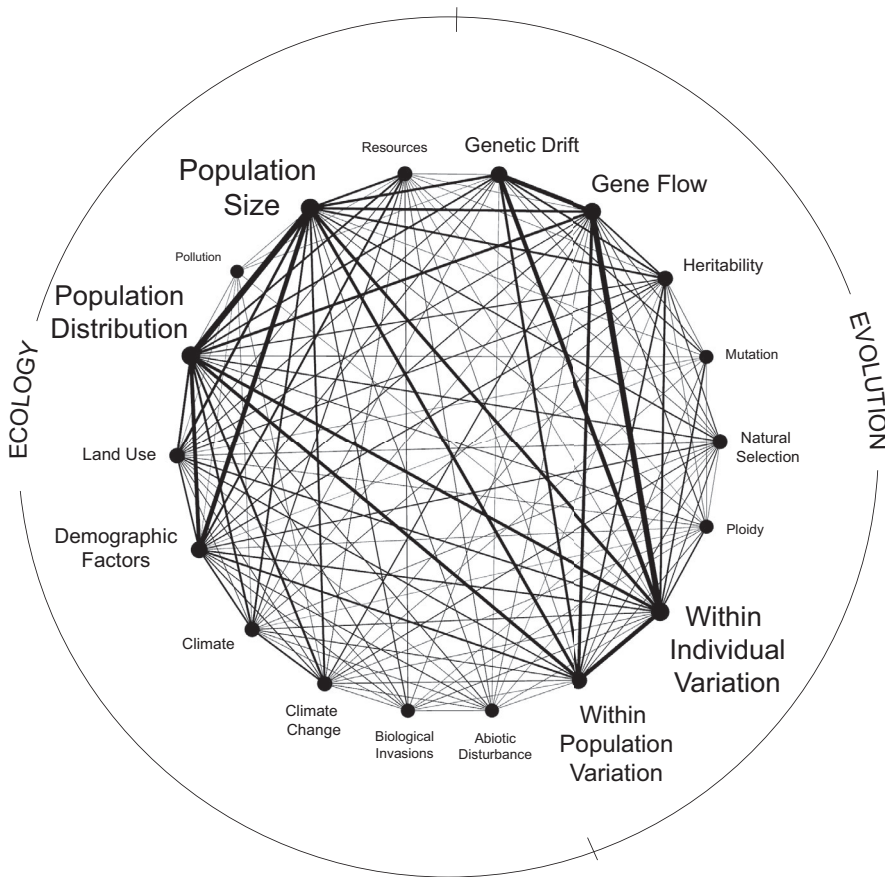 Resources
Genetic Drift
Population
Size
Gene Flow
Pollution
Heritability
Population
Distribution
Mutation
ECOLOGY
EVOLUTION
Land Use
Natural
Selection
Demographic
Factors
Ploidy
Climate
Within
Individual
Variation
Climate
Change
Biological
Invasions
Abiotic
Disturbance
Within
Population
Variation